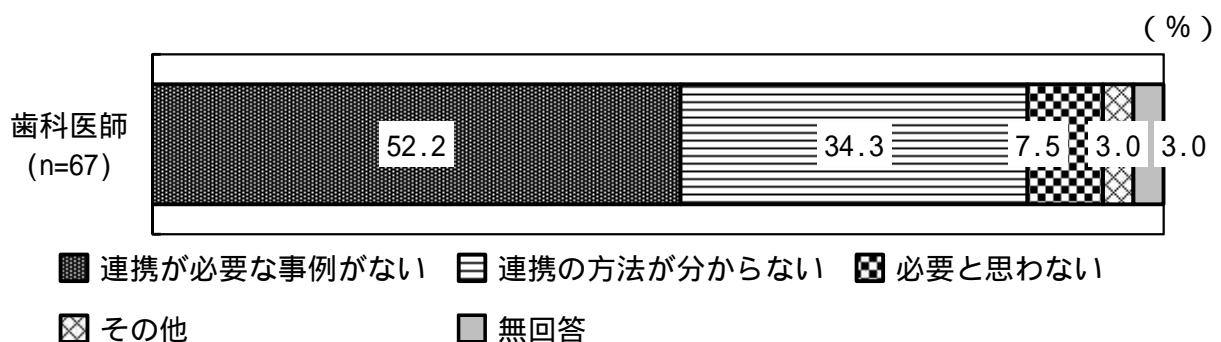 (%)
歯科医師
(n=67)
52.2 34.3 7.5 3.0 3.0
連携が必要な事例がない 連携の方法が分からない 必要と思わない
その他 無回答